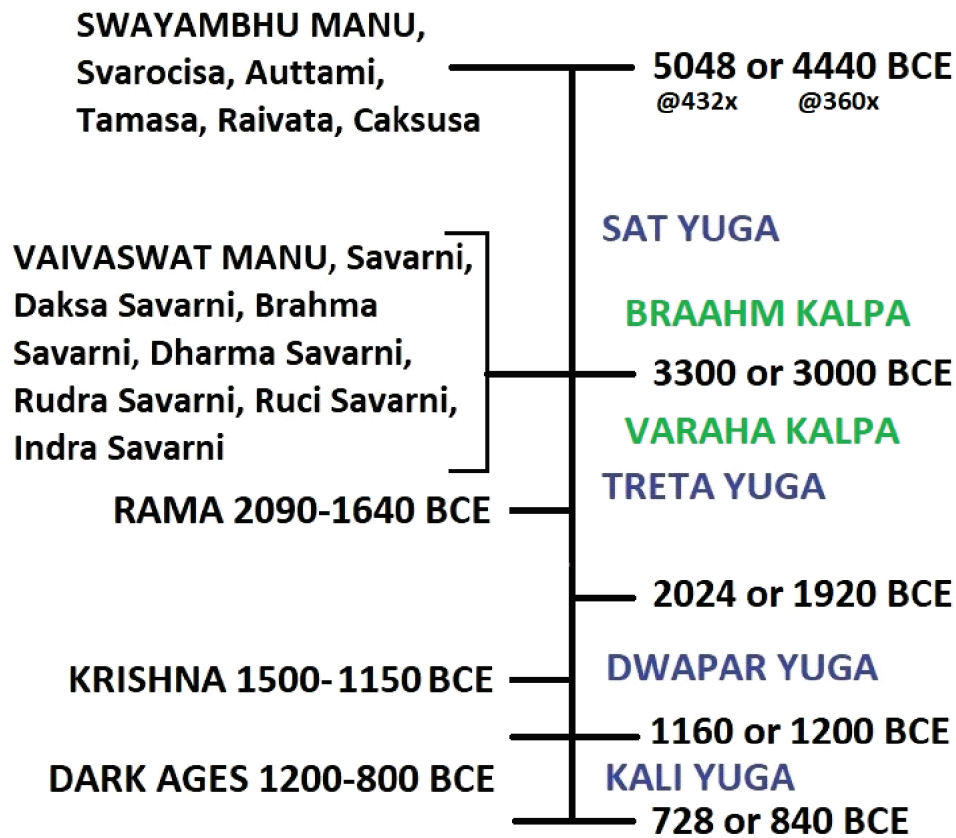 SWAYAMBHU MANU,
Svarocisa, Auttami,
Tamasa, Raivata, Caksusa
5048 or 4440 BCE
@432x @360x
SAT YUGA
VAIVASWAT MANU, Savarni,
Daksa Savarni, Brahma
Savarni, Dharma Savarni,
Rudra Savarni, Ruci Savarni,
Indra Savarni
BRAAHM KALPA
3300 or 3000 BCE
VARAHA KALPA
TRETA YUGA
RAMA 2090-1640 BCE
2024 or 1920 BCE
KRISHNA 1500-1150 BCE
DWAPAR YUGA
1160 or 1200 BCE
DARK AGES 1200-800 BCE
KALI YUGA
728 or 840 BCE